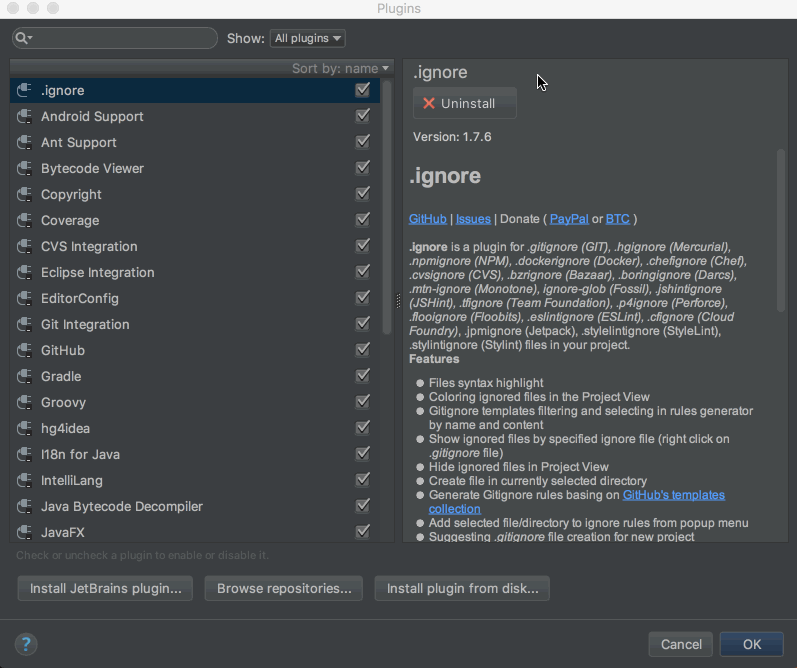 Plugins
Show: All plugins
Sort by: name
.ignore
Android Support
Ant Support
Bytecode Viewer
Copyright
Coverage
CVS Integration
Eclipse Integration
EditorConfig
Git Integration
GitHub
Gradle
Groovy
hg4idea
I18n for Java
IntelliLang
Java Bytecode Decompiler
JavaFX
Check or uncheck a plugin to enable or disable it.
.ignore
Uninstall
Version: 1.7.6
.ignore
GitHub | Issues | Donate ( PayPal or BTC )
.ignore is a plugin for .gitignore (GIT), .hgignore (Mercurial),
.npmignore (NPM), .dockerignore (Docker), .chefignore (Chef),
.cvsignore (CVS), .bzrignore (Bazaar), .boringignore (Darcs),
.mtn-ignore (Monotone), ignore-glob (Fossil), .jshintignore
(JSHint), .tfignore (Team Foundation), .p4ignore (Perforce),
.flooignore (Floobits), .eslintignore (ESLint), .cfignore (Cloud
Foundry), .jpmignore (Jetpack), .stylelintignore (StyleLint),
.stylintignore (Stylint) files in your project.
Features
Files syntax highlight
Coloring ignored files in the Project View
Gitignore templates filtering and selecting in rules generator
by name and content
Show ignored files by specified ignore file (right click on
.gitignore file)
Hide ignored files in Project View
Create file in currently selected directory
Generate Gitignore rules basing on GitHub's templates
collection
Add selected file/directory to ignore rules from popup menu
Suggesting .gitignore file creation for new project
Install JetBrains plugin...
Browse repositories...
Install plugin from disk...
?
Cancel
OK